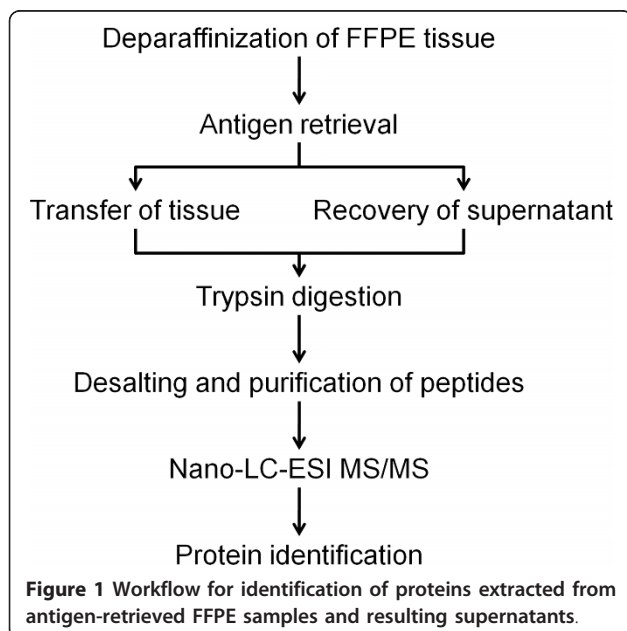 Deparaffinization of FFPE tissue
Antigen retrieval
Transfer of tissue
Recovery of supernatant
Trypsin digestion
Desalting and purification of peptides
Nano-LC-ESI MS/MS
Protein identification
Figure 1 Workflow for identification of proteins extracted from
antigen-retrieved FFPE samples and resulting supernatants.